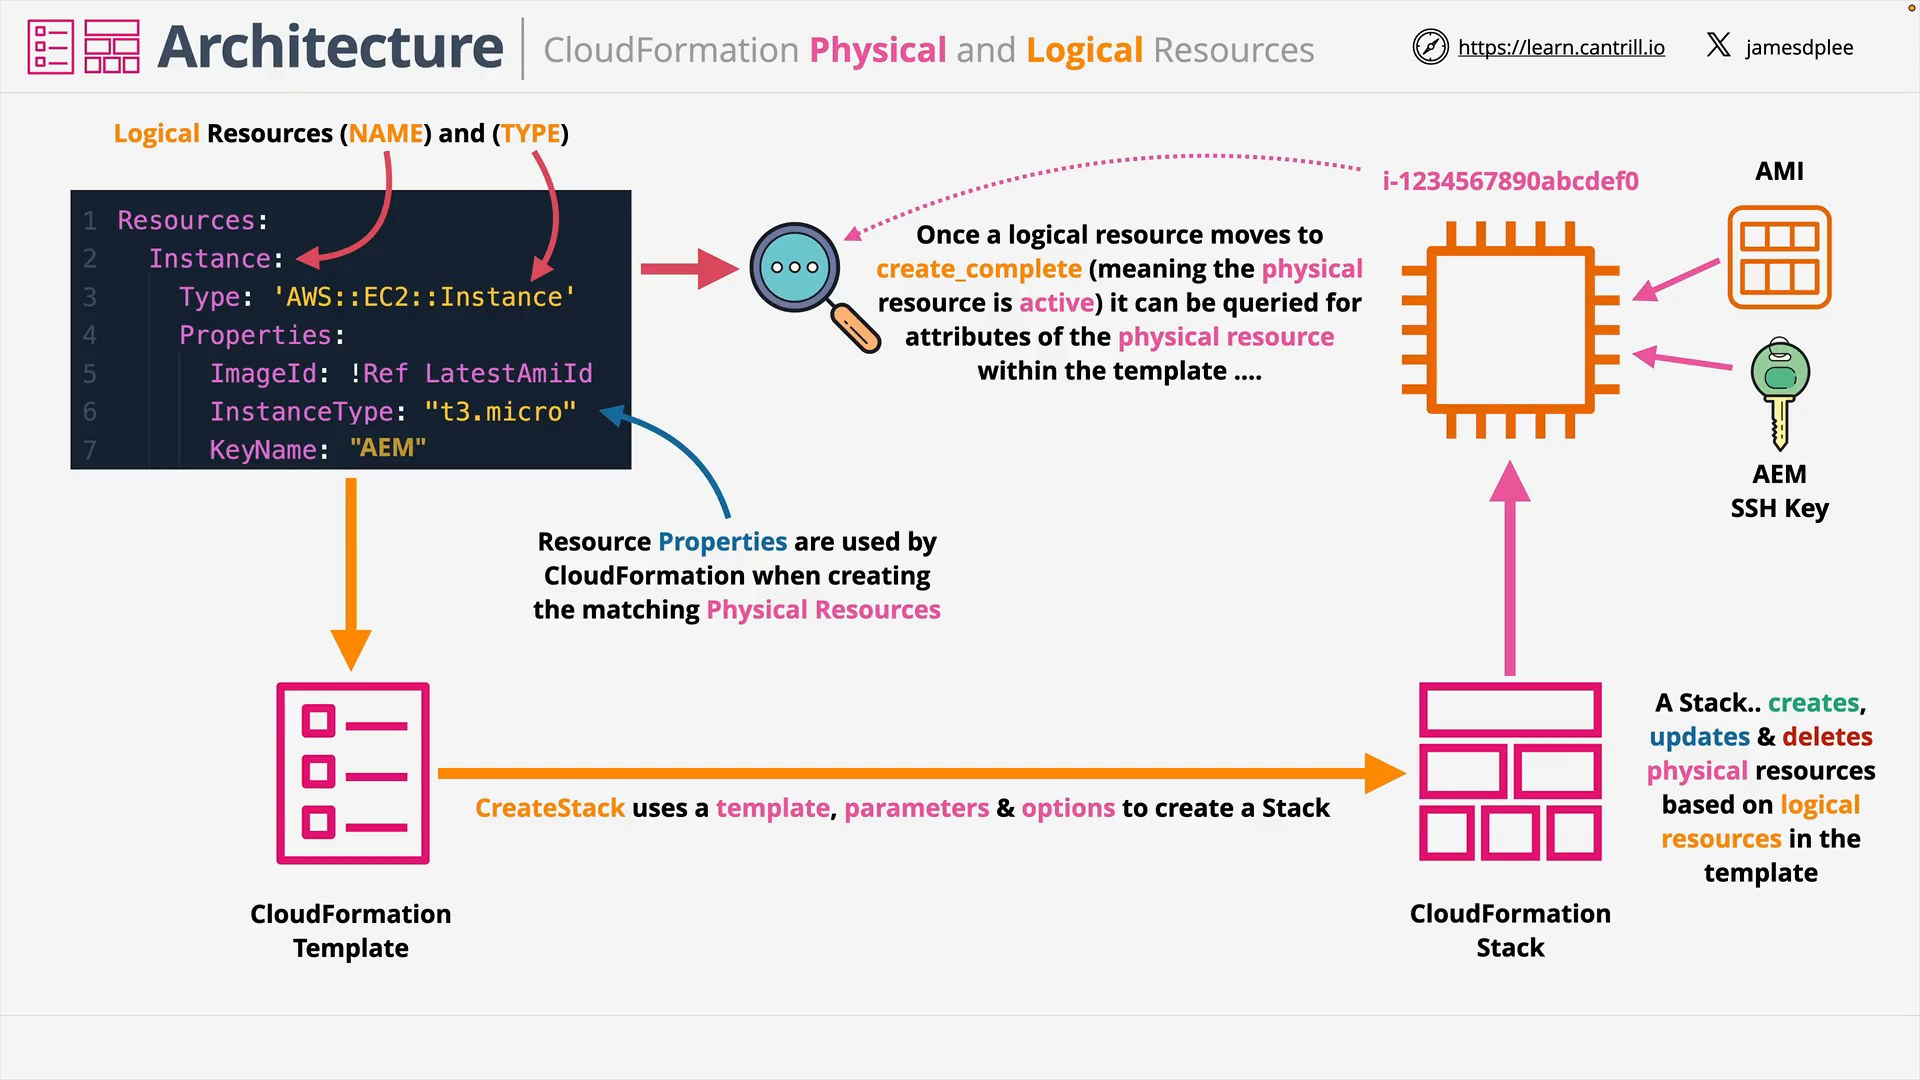 Architecture
CloudFormation Physical and Logical Resources
https://learn.cantrill.io
jamesdplee
Logical Resources (NAME) and (TYPE)
1 Resources:
2 Instance:
3 Type: 'AWS::EC2::Instance'
4 Properties:
5 ImageId: !Ref LatestAmiId
6 InstanceType: "t3.micro"
7 KeyName: "AEM"
Once a logical resource moves to
create_complete (meaning the physical
resource is active) it can be queried for
attributes of the physical resource
within the template ....
i-1234567890abcdef0
AMI
AEM
SSH Key
Resource Properties are used by
CloudFormation when creating
the matching Physical Resources
CreateStack uses a template, parameters & options to create a Stack
A Stack.. creates,
updates & deletes
physical resources
based on logical
resources in the
template
CloudFormation
Template
CloudFormation
Stack